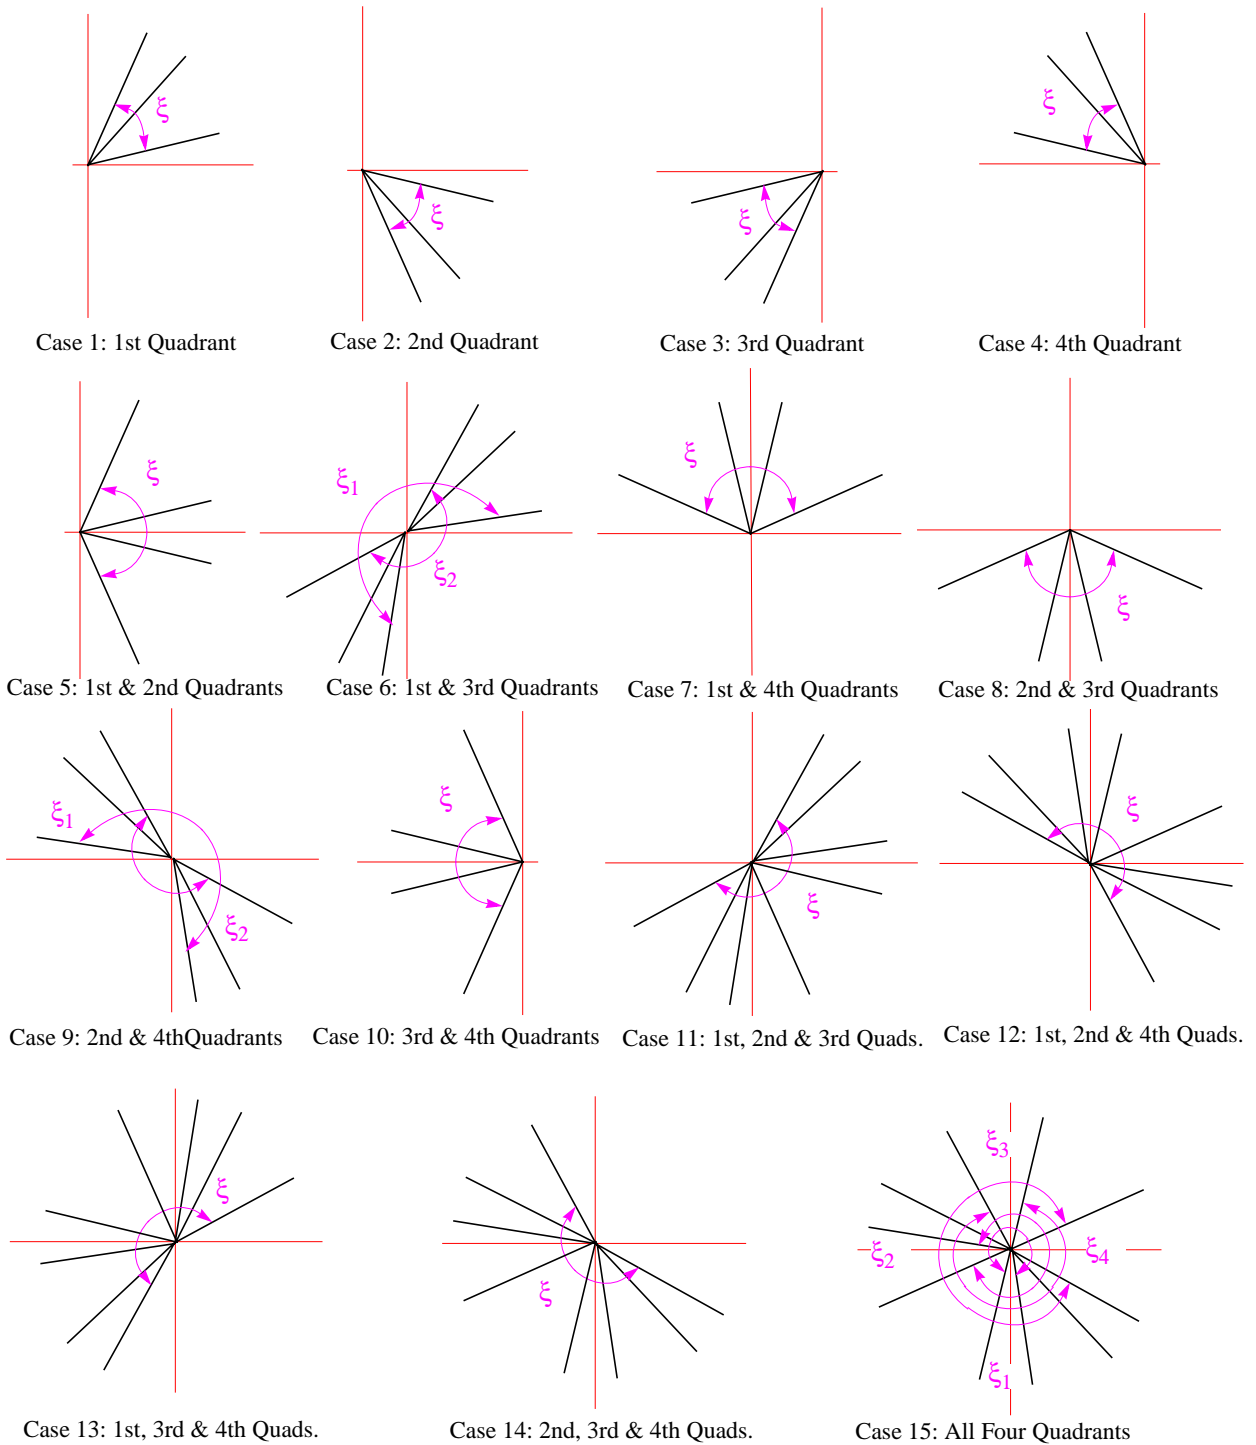 ξ
ξ
ξ
ξ
Case 1: 1st Quadrant
Case 2: 2nd Quadrant
Case 3: 3rd Quadrant
Case 4: 4th Quadrant
ξ
ξ1
ξ2
ξ
ξ
Case 5: 1st & 2nd Quadrants
Case 6: 1st & 3rd Quadrants
Case 7: 1st & 4th Quadrants
Case 8: 2nd & 3rd Quadrants
ξ1
ξ2
ξ
ξ
ξ
Case 9: 2nd & 4thQuadrants
Case 10: 3rd & 4th Quadrants
Case 11: 1st, 2nd & 3rd Quads.
Case 12: 1st, 2nd & 4th Quads.
ξ
ξ
ξ3
ξ2
ξ4
ξ1
Case 13: 1st, 3rd & 4th Quads.
Case 14: 2nd, 3rd & 4th Quads.
Case 15: All Four Quadrants